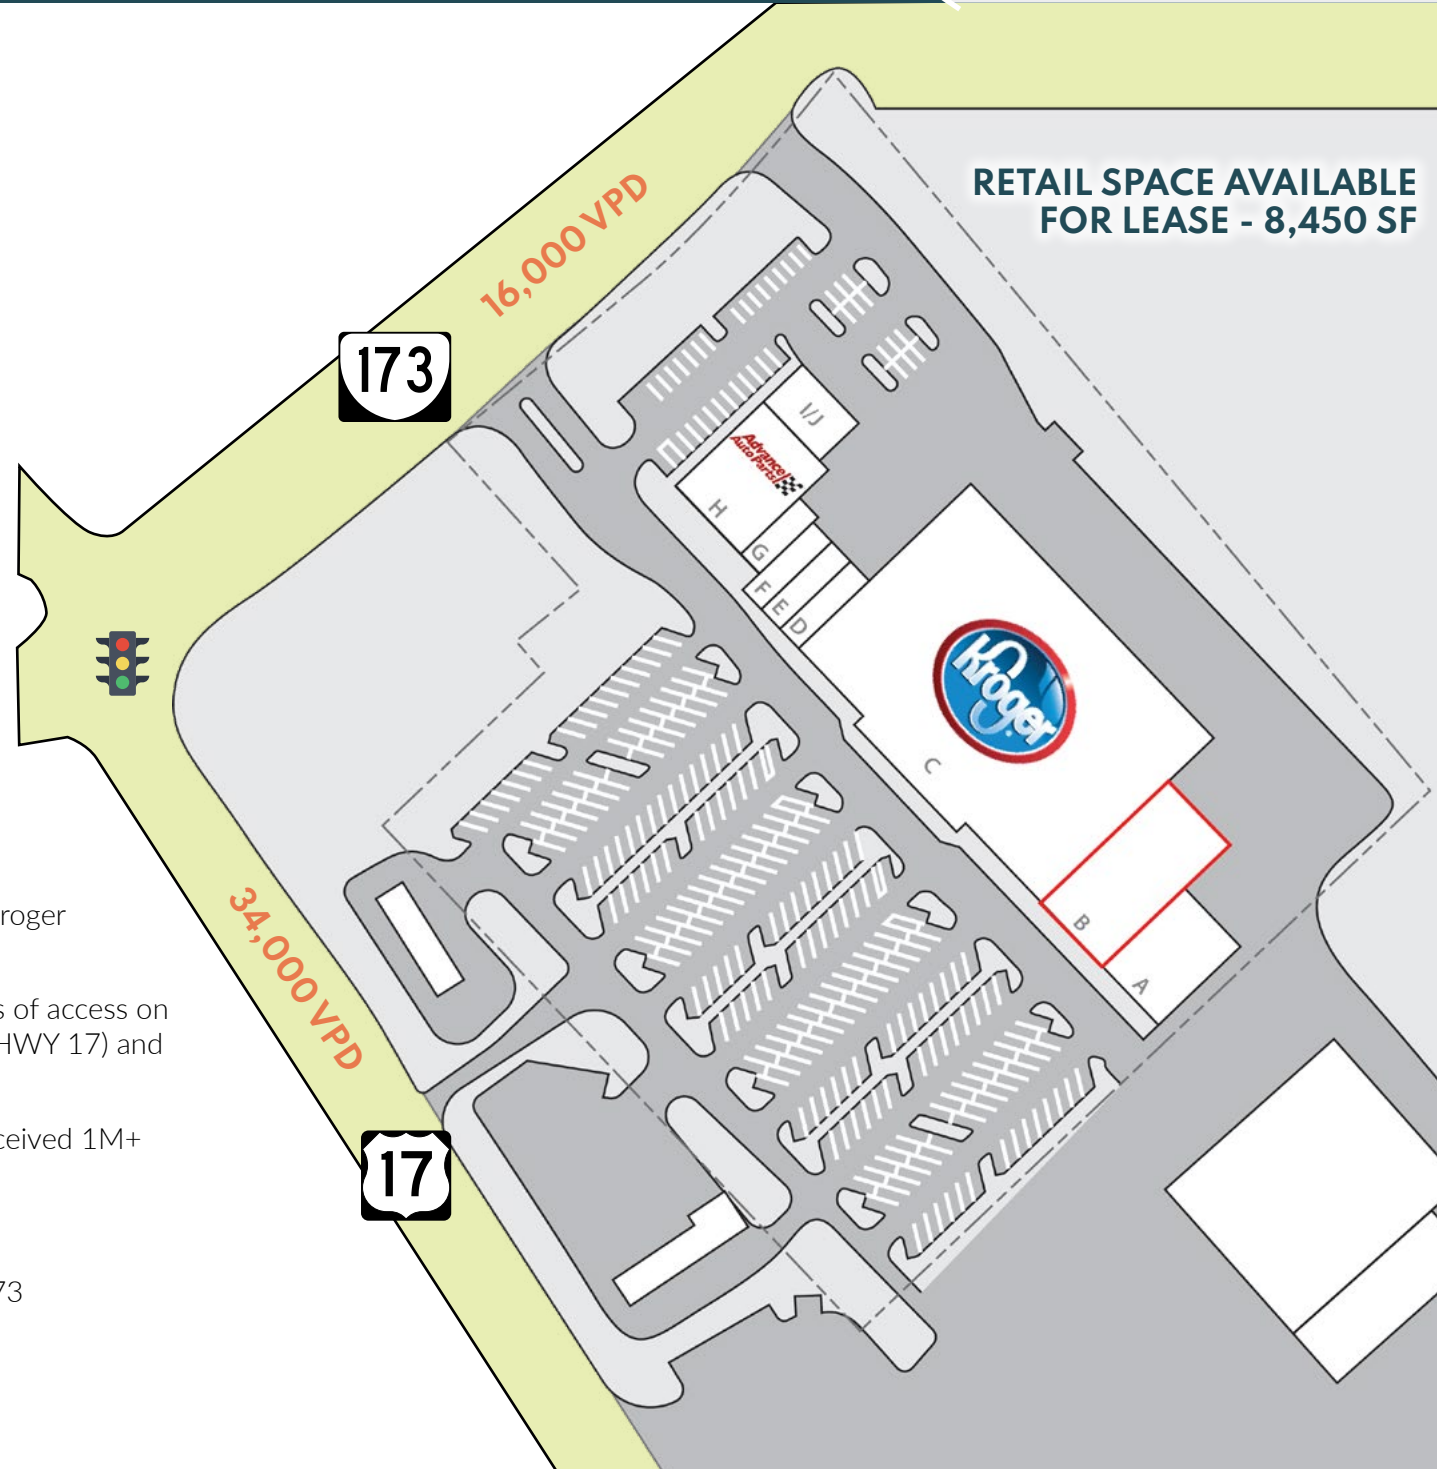 RETAIL SPACE AVAILABLE
FOR LEASE - 8,450 SF
16,000 VPD
173
I/J
Advance
Auto Parts
H
G
F
E
D
Kroger
C
B
A
34,000 VPD
roger
s of access on
HWY 17) and
ceived 1M+
17
73